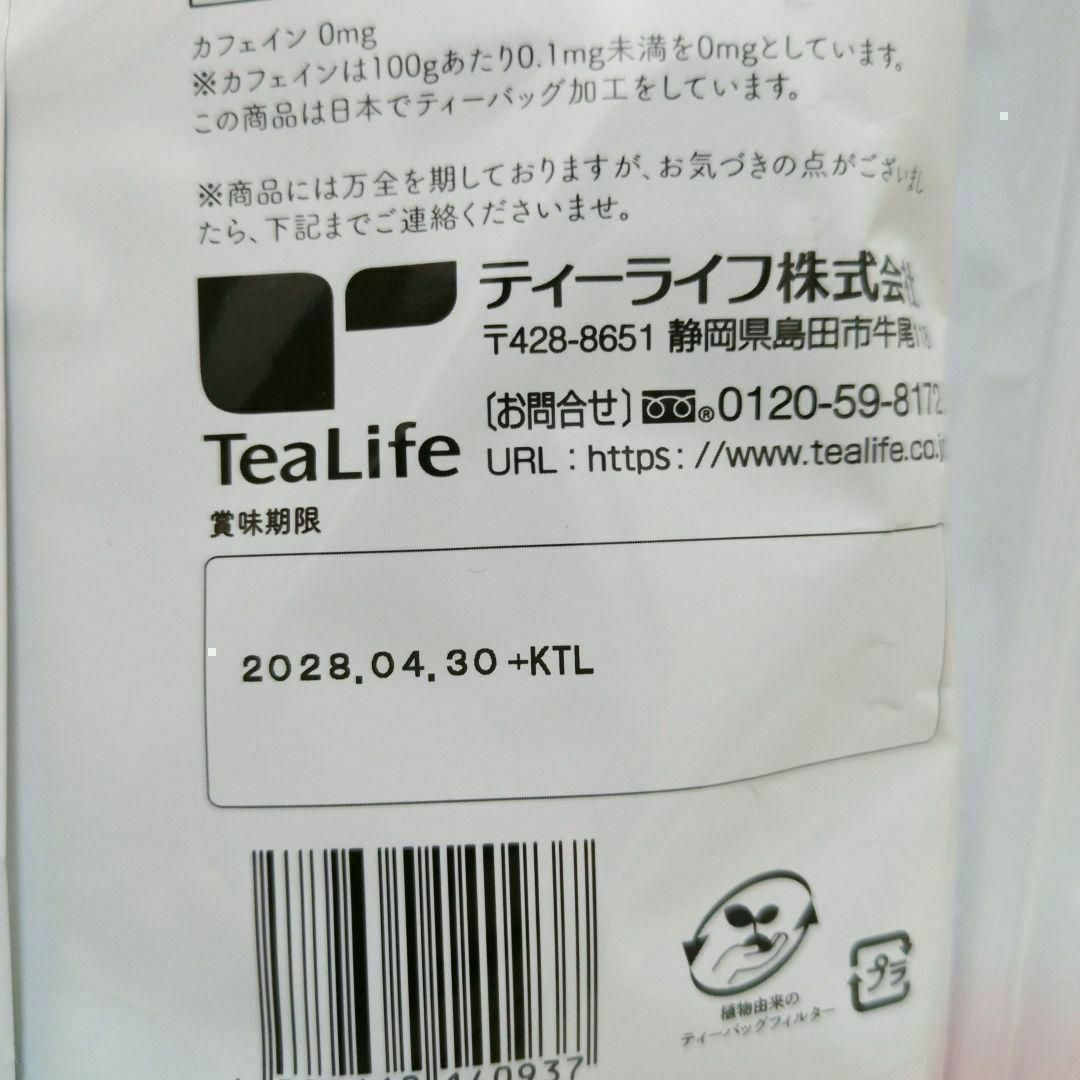 カフェイン 0mg
※カフェインは100gあたり0.1mg未満を0mgとしています。
この商品は日本でティーバッグ加工をしています。
※商品には万全を期しておりますが、お気づきの点がございまし
たら、下記までご連絡くださいませ。
ティーライフ株式会社
〒428-8651 静岡県島田市牛尾118
〔お問合せ〕 ®0120-59-8172
TeaLife
URL : https: //www.tealife.co.j
賞味期限
2028.04.30 +KTL
植物由来の
ティーバッグフィルター
プラ
140937